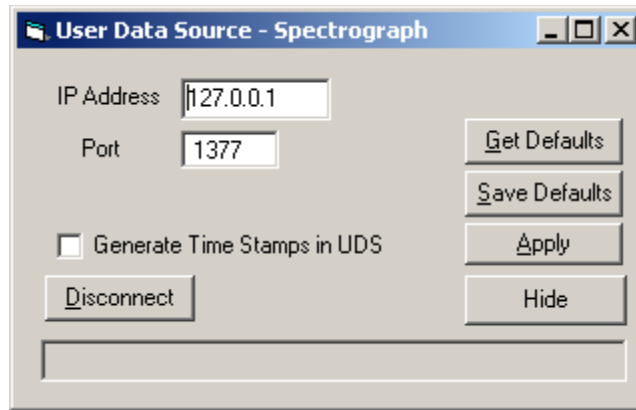 User Data Source - Spectrograph
IP Address 127.0.0.1
Port 1377
Get Defaults
Save Defaults
Generate Time Stamps in UDS
Apply
Disconnect
Hide